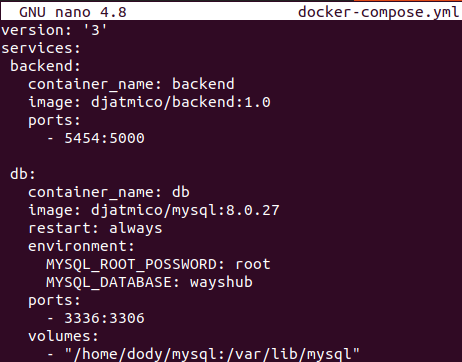 GNU nano 4.8 docker-compose.yml
version: '3'
services:
 backend:
   container_name: backend
   image: djatmico/backend:1.0
   ports:
     - 5454:5000

 db:
   container_name: db
   image: djatmico/mysql:8.0.27
   restart: always
   environment:
     MYSQL_ROOT_POSSWORD: root
     MYSQL_DATABASE: wayshub
   ports:
     - 3336:3306
   volumes:
     - "/home/dody/mysql:/var/lib/mysql"